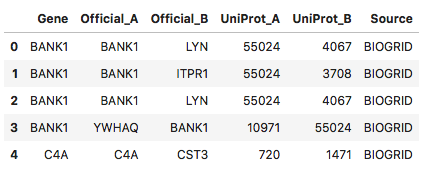 Gene Official_A Official_B UniProt_A UniProt_B Source
0 BANK1 BANK1 LYN 55024 4067 BIOGRID
1 BANK1 BANK1 ITPR1 55024 3708 BIOGRID
2 BANK1 BANK1 LYN 55024 4067 BIOGRID
3 BANK1 YWHAQ BANK1 10971 55024 BIOGRID
4 C4A C4A CST3 720 1471 BIOGRID